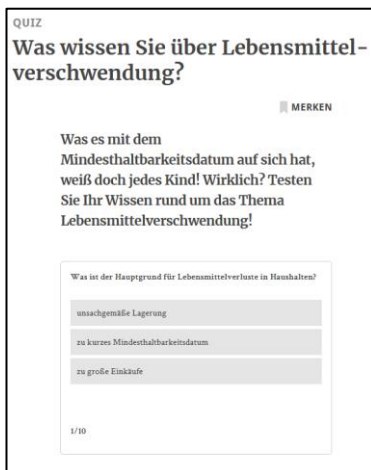 QUIZ
Was wissen Sie über Lebensmittel-
verschwendung?
MERKEN
Was es mit dem
Mindesthaltbarkeitsdatum auf sich hat,
weiß doch jedes Kind! Wirklich? Testen
Sie Ihr Wissen rund um das Thema
Lebensmittelverschwendung!
Was ist der Hauptgrund für Lebensmittelverluste in Haushalten?
unsachgemäße Lagerung
zu kurzes Mindesthaltbarkeitsdatum
zu große Einkäufe
1/10